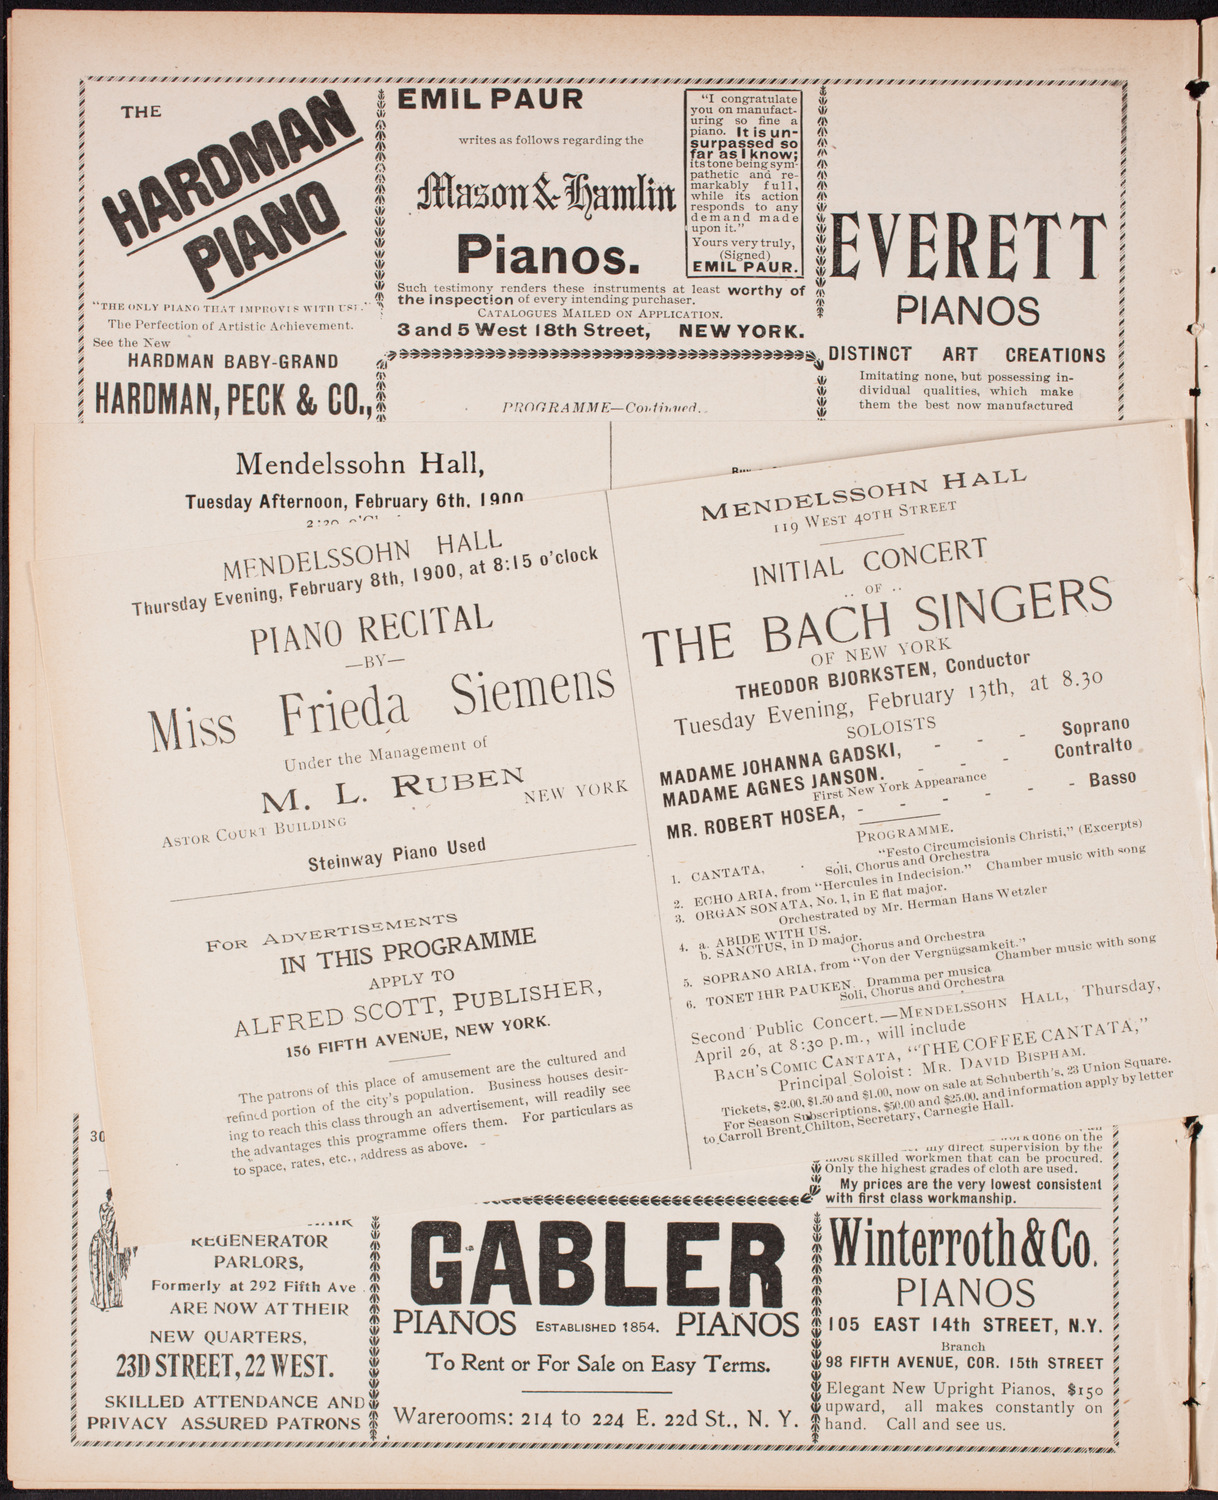 THE
HARDMAN
PIANO
"THE ONLY PIANO THAT IMPROVES WITH USE."
The Perfection of Artistic Achievement.
See the New
HARDMAN BABY-GRAND
HARDMAN, PECK & CO.,
EMIL PAUR
writes as follows regarding the
Mason & Hamlin
Pianos.
"I congratulate
you on manufact-
uring so fine a
piano. It is un-
surpassed so
far as I know;
its tone being sym-
pathetic and re-
markably full,
while its action
responds to any
demand made
upon it."
Yours very truly,
(Signed)
EMIL PAUR.
Such testimony renders these instruments at least worthy of
the inspection of every intending purchaser.
CATALOGUES MAILED ON APPLICATION.
3 and 5 West 18th Street, NEW YORK.
PROGRAMME—Continued.
EVERETT
PIANOS
DISTINCT ART CREATIONS
Imitating none, but possessing in-
dividual qualities, which make
them the best now manufactured
Mendelssohn Hall,
Tuesday Afternoon, February 6th, 1900
MENDELSSOHN HALL
Thursday Evening, February 8th, 1900, at 8:15 o'clock
PIANO RECITAL
—BY—
Miss Frieda Siemens
Under the Management of
M. L. RUBEN
ASTOR COURT BUILDING NEW YORK
Steinway Piano Used
FOR ADVERTISEMENTS
IN THIS PROGRAMME
APPLY TO
ALFRED SCOTT, PUBLISHER,
156 FIFTH AVENUE, NEW YORK.
The patrons of this place of amusement are the cultured and
refined portion of the city's population. Business houses desir-
ing to reach this class through an advertisement, will readily see
the advantages this programme offers them. For particulars as
to space, rates, etc., address as above.
MENDELSSOHN HALL
119 WEST 40TH STREET
INITIAL CONCERT
.. OF ..
THE BACH SINGERS
OF NEW YORK
THEODOR BJORKSTEN, Conductor
Tuesday Evening, February 13th, at 8.30
SOLOISTS
MADAME JOHANNA GADSKI, - - - Soprano
MADAME AGNES JANSON. - - - Contralto
First New York Appearance
MR. ROBERT HOSEA, - - - - - - Basso
PROGRAMME.
1. CANTATA, "Festo Circumcisionis Christi," (Excerpts)
Soli, Chorus and Orchestra
2. ECHO ARIA, from "Hercules in Indecision." Chamber music with song
3. ORGAN SONATA, No. 1, in E flat major.
Orchestrated by Mr. Herman Hans Wetzler
4. a. ABIDE WITH US.
b. SANCTUS, in D major.
Chorus and Orchestra
5. SOPRANO ARIA, from "Von der Vergnügsamkeit." Chamber music with song
6. TONET IHR PAUKEN. Dramma per musica
Soli, Chorus and Orchestra
Second Public Concert.—MENDELSSOHN HALL, Thursday,
April 26, at 8:30 p.m., will include
BACH'S COMIC CANTATA, "THE COFFEE CANTATA,"
Principal Soloist: MR. DAVID BISPHAM.
Tickets, $2.00, $1.50 and $1.00, now on sale at Schuberth's, 23 Union Square.
For Season Subscriptions, $50.00 and $25.00, and information apply by letter
to Carroll Brent Chilton, Secretary, Carnegie Hall.
30
REGENERATOR
PARLORS,
Formerly at 292 Fifth Ave.
ARE NOW AT THEIR
NEW QUARTERS,
23D STREET, 22 WEST.
SKILLED ATTENDANCE AND
PRIVACY ASSURED PATRONS
GABLER
PIANOS ESTABLISHED 1854. PIANOS
To Rent or For Sale on Easy Terms.
Warerooms: 214 to 224 E. 22d St., N. Y.
work done on the
my direct supervision by the
most skilled workmen that can be procured.
Only the highest grades of cloth are used.
My prices are the very lowest consistent
with first class workmanship.
Winterroth & Co.
PIANOS
105 EAST 14th STREET, N.Y.
Branch
98 FIFTH AVENUE, COR. 15th STREET
Elegant New Upright Pianos, $150
upward, all makes constantly on
hand. Call and see us.